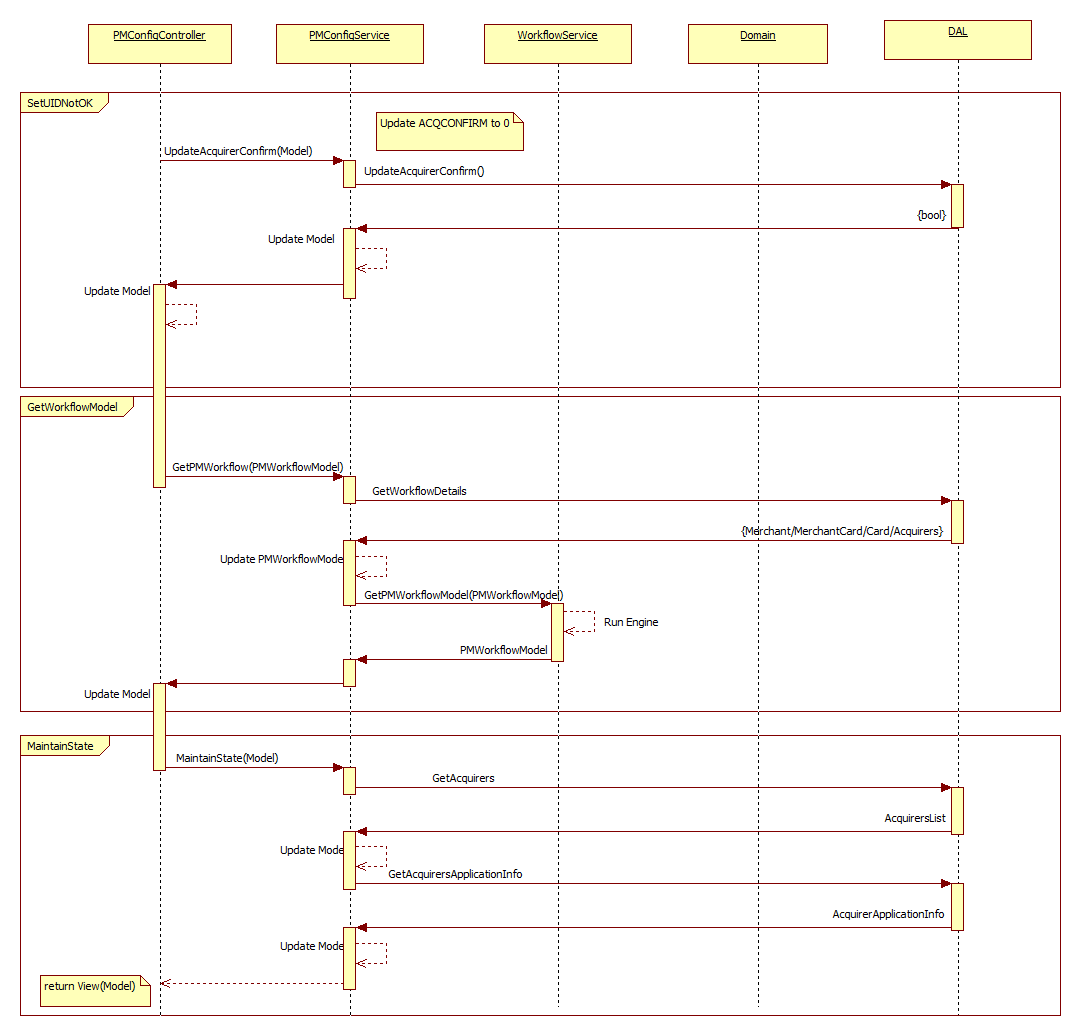 PMConfigController
PMConfigService
WorkflowService
Domain
DAL
SetUIDNotOK
Update ACQCONFIRM to 0
UpdateAcquirerConfirm(Model)
UpdateAcquirerConfirm()
{bool}
Update Model
Update Model
GetWorkflowModel
GetPMWorkflow(PMWorkflowModel)
GetWorkflowDetails
{Merchant/MerchantCard/Card/Acquirers}
Update PMWorkflowMode
GetPMWorkflowModel(PMWorkflowModel)
Run Engine
PMWorkflowModel
Update Model
MaintainState
MaintainState(Model)
GetAcquirers
AcquirersList
Update Mode
GetAcquirersApplicationInfo
AcquirerApplicationInfo
Update Mode
return View(Model)